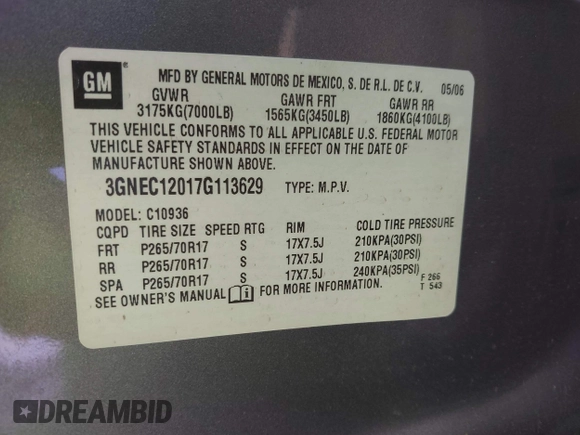 GM
MFD BY GENERAL MOTORS DE MEXICO, S. DE R.L. DE C.V. 05/06
GVWR GAWR FRT GAWR RR
3175KG(7000LB) 1565KG(3450LB) 1860KG(4100LB)
THIS VEHICLE CONFORMS TO ALL APPLICABLE U.S. FEDERAL MOTOR
VEHICLE SAFETY STANDARDS IN EFFECT ON THE DATE OF
MANUFACTURE SHOWN ABOVE.
3GNEC12017G113629 TYPE: M.P.V.
MODEL: C10936
CQPD TIRE SIZE SPEED RTG RIM COLD TIRE PRESSURE
FRT P265/70R17 S 17X7.5J 210KPA(30PSI)
RR P265/70R17 S 17X7.5J 210KPA(30PSI)
SPA P265/70R17 S 17X7.5J 240KPA(35PSI)
SEE OWNER'S MANUAL FOR MORE INFORMATION.
F 266
T 543
DREAMBID